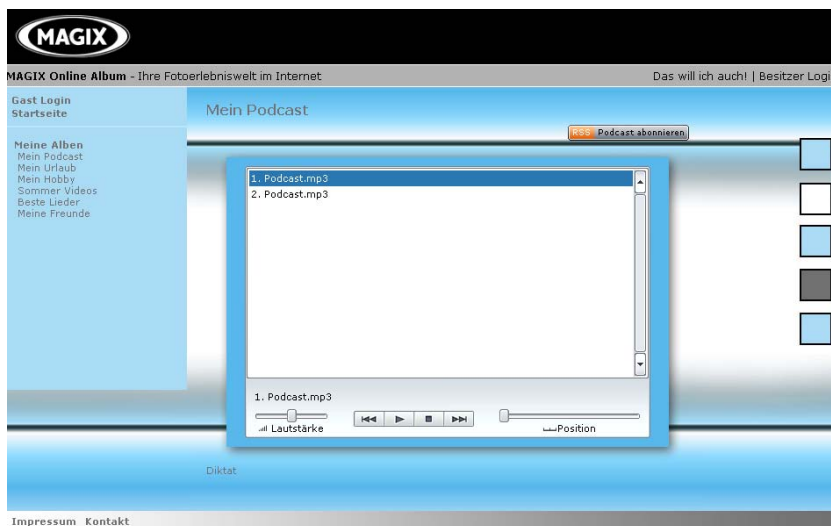 MAGIX
MAGIX Online Album - Ihre Fotoerlebniswelt im Internet
Das will ich auch! | Besitzer Logi
Gast Login
Startseite
Mein Podcast
RSS Podcast abonnieren
Meine Alben
Mein Podcast
Mein Urlaub
Mein Hobby
Sommer Videos
Beste Lieder
Meine Freunde
1. Podcast.mp3
2. Podcast.mp3
1. Podcast.mp3
Lautstärke
Position
Diktat
Impressum Kontakt